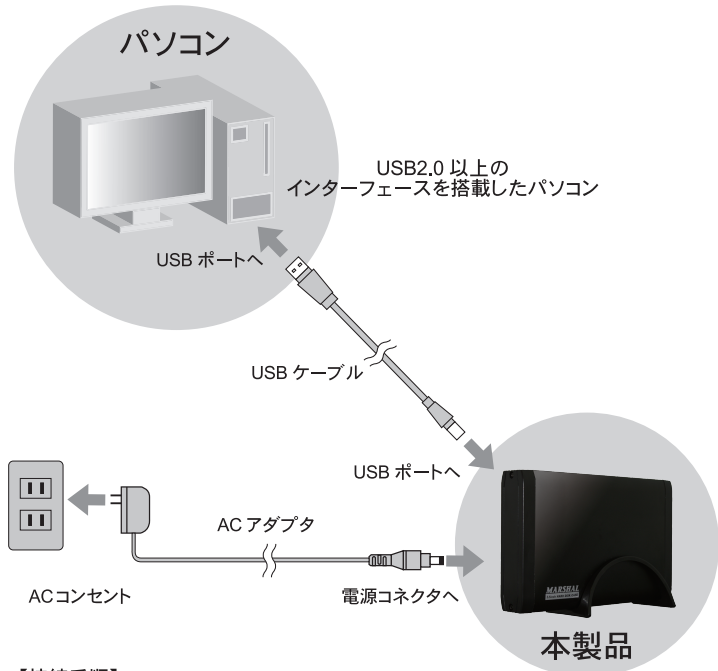 パソコン
USB2.0 以上の
インターフェースを搭載したパソコン
USB ポートへ
USB ケーブル
USB ポートへ
AC アダプタ
ACコンセント
電源コネクタへ
MARSHAL
本製品